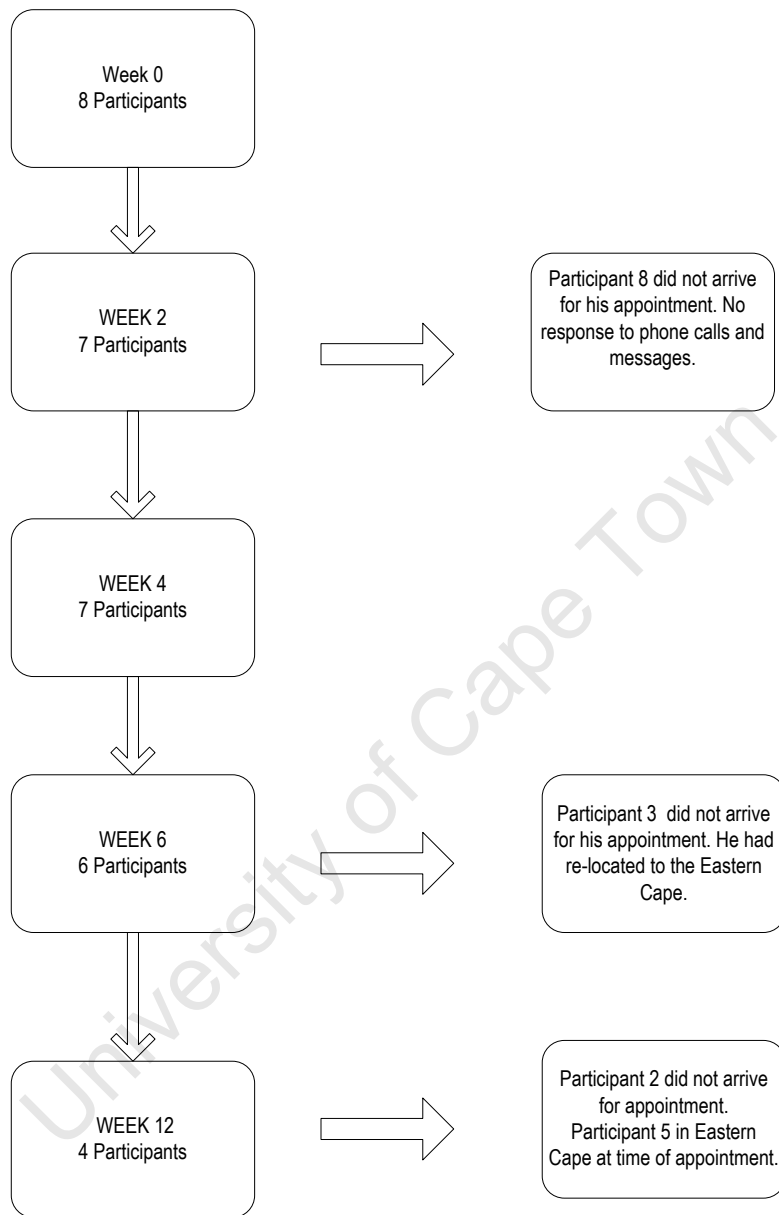 Week 0
8 Participants
WEEK 2
7 Participants
Participant 8 did not arrive
for his appointment. No
response to phone calls and
messages.
WEEK 4
7 Participants
WEEK 6
6 Participants
Participant 3  did not arrive
for his appointment. He had
re-located to the Eastern
Cape.
WEEK 12
4 Participants
Participant 2 did not arrive
for appointment.
Participant 5 in Eastern
Cape at time of appointment.
University of Cape Town